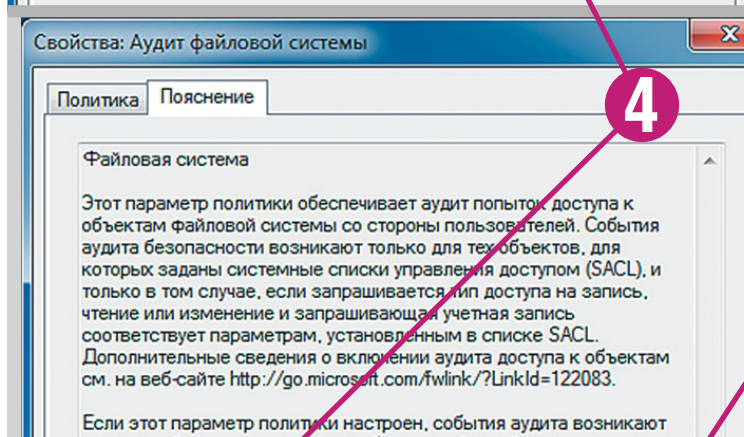 Свойства: Аудит файловой системы
4
Политика Пояснение
Файловая система
Этот параметр политики обеспечивает аудит попыток доступа к
объектам файловой системы со стороны пользователей. События
аудита безопасности возникают только для тех объектов, для
которых заданы системные списки управления доступом (SACL), и
только в том случае, если запрашивается тип доступа на запись,
чтение или изменение и запрашивающая учетная запись
соответствует параметрам, установленным в списке SACL.
Дополнительные сведения о включении аудита доступа к объектам
см. на веб-сайте http://go.microsoft.com/fwlink/?LinkId=122083.
Если этот параметр политики настроен, события аудита возникают